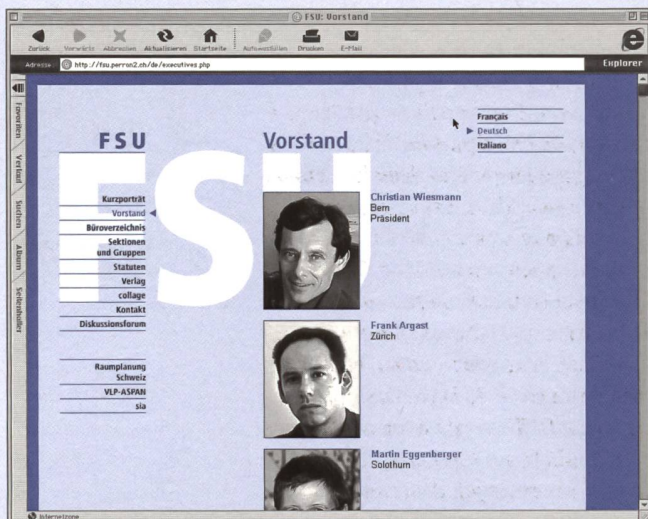 FSU: Vorstand
Zurück Vorwärts Abbrechen Aktualisieren Startseite AutoAusfüllen Drucken E-Mail
Adresse http://fsu.perron2.ch/de/executives.php Explorer
Favoriten
Verlauf
Suchen
Album
Seitenhalter
FSU
Vorstand
Français
Deutsch
Italiano
FSU
Kurzporträt
Vorstand
Büroverzeichnis
Sektionen
und Gruppen
Statuten
Verlag
collage
Kontakt
Diskussionsforum
Raumplanung
Schweiz
VLP-ASPAN
sia
Christian Wiesmann
Bern
Präsident
Frank Argast
Zürich
Martin Eggenberger
Solothurn
Internetzone